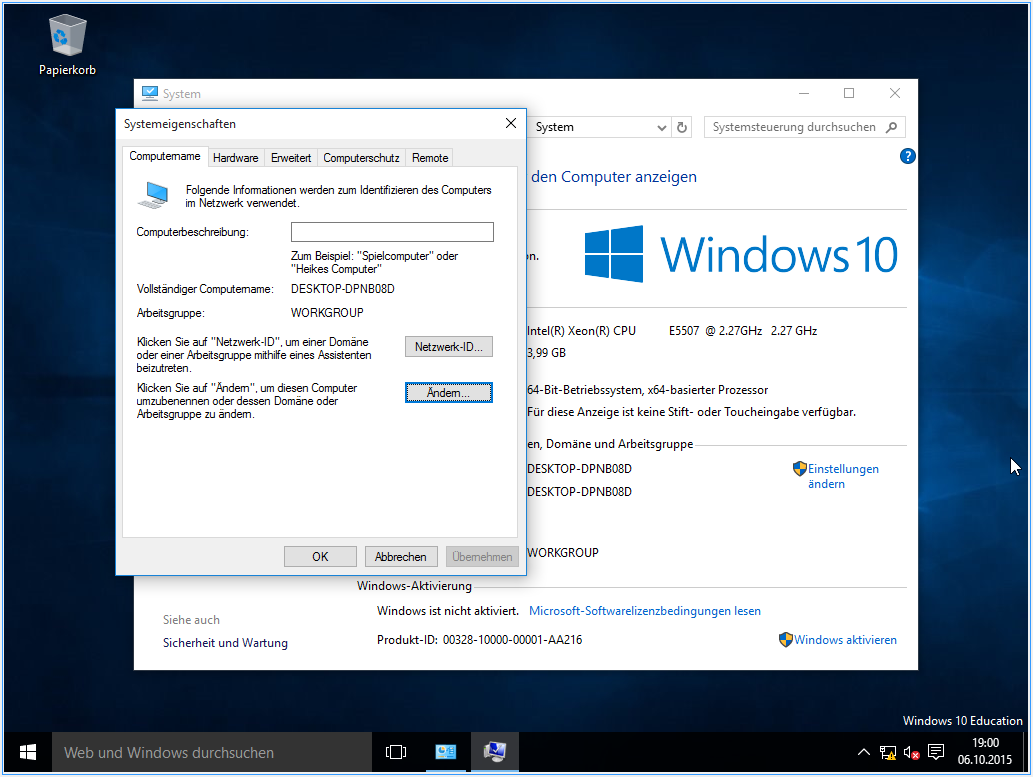 Papierkorb
System
Systemeigenschaften
System
Systemsteuerung durchsuchen
Computername
Hardware
Erweitert
Computerschutz
Remote
?
den Computer anzeigen
Folgende Informationen werden zum Identifizieren des Computers
im Netzwerk verwendet.
Computerbeschreibung:
Zum Beispiel: "Spielcomputer" oder
"Heikes Computer"
Vollständiger Computername:
DESKTOP-DPNB08D
Arbeitsgruppe:
WORKGROUP
Klicken Sie auf "Netzwerk-ID", um einer Domäne
oder einer Arbeitsgruppe mithilfe eines Assistenten
beizutreten.
Netzwerk-ID...
Klicken Sie auf "Ändern", um diesen Computer
umzubenennen oder dessen Domäne oder
Arbeitsgruppe zu ändern.
Ändern...
OK
Abbrechen
Übernehmen
n.
Windows 10
Intel(R) Xeon(R) CPU E5507 @ 2.27GHz 2.27 GHz
3,99 GB
64-Bit-Betriebssystem, x64-basierter Prozessor
Für diese Anzeige ist keine Stift- oder Toucheingabe verfügbar.
en, Domäne und Arbeitsgruppe
DESKTOP-DPNB08D
Einstellungen
ändern
DESKTOP-DPNB08D
WORKGROUP
Windows-Aktivierung
Windows ist nicht aktiviert. Microsoft-Softwarelizenzbedingungen lesen
Siehe auch
Sicherheit und Wartung
Produkt-ID: 00328-10000-00001-AA216
Windows aktivieren
Windows 10 Education
Web und Windows durchsuchen
19:00
06.10.2015